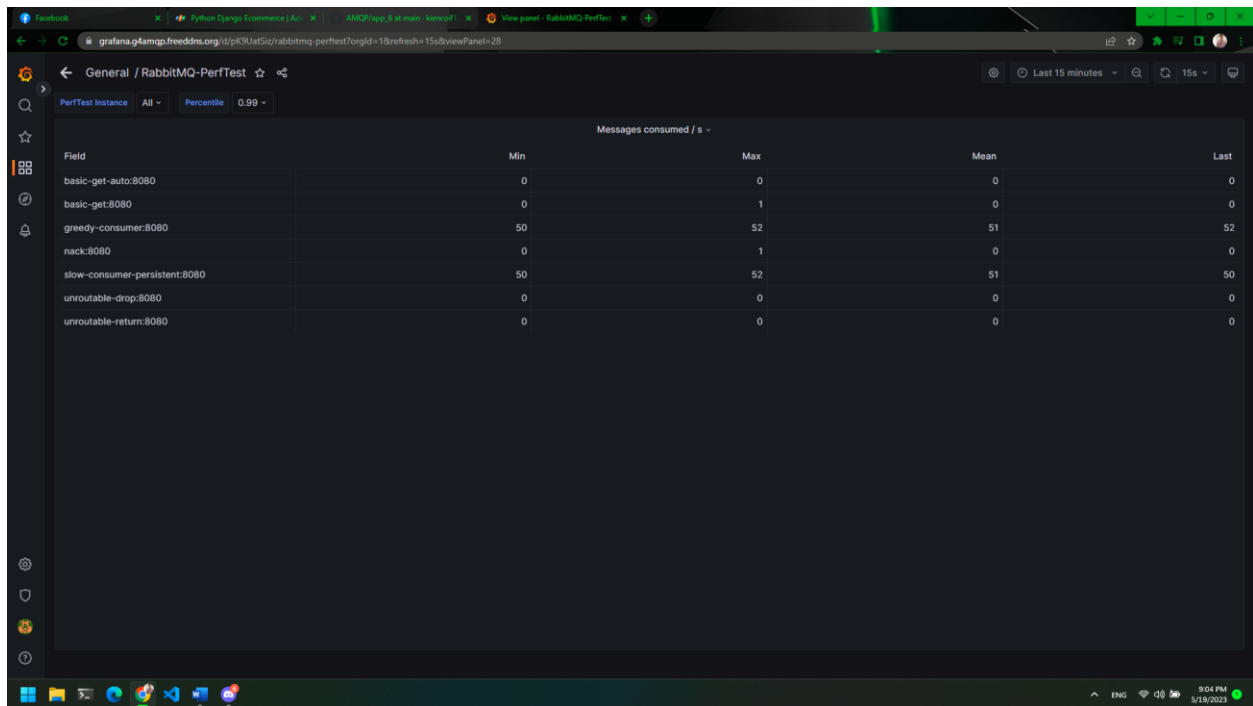 Facebook
Python Django Ecommerce | Ad
AMQP/app_6 at main · kiencoif
View panel - RabbitMQ-PerfTest
grafana.g4amqp.freeddns.org/d/pK9UatSiz/rabbitmq-perftest?orgId=1&refresh=15s&viewPanel=28
General / RabbitMQ-PerfTest
Last 15 minutes
15s
PerfTest Instance All Percentile 0.99
Messages consumed / s
Field Min Max Mean Last
basic-get-auto:8080 0 0 0 0
basic-get:8080 0 1 0 0
greedy-consumer:8080 50 52 51 52
nack:8080 0 1 0 0
slow-consumer-persistent:8080 50 52 51 50
unroutable-drop:8080 0 0 0 0
unroutable-return:8080 0 0 0 0
ENG
9:04 PM
5/19/2023